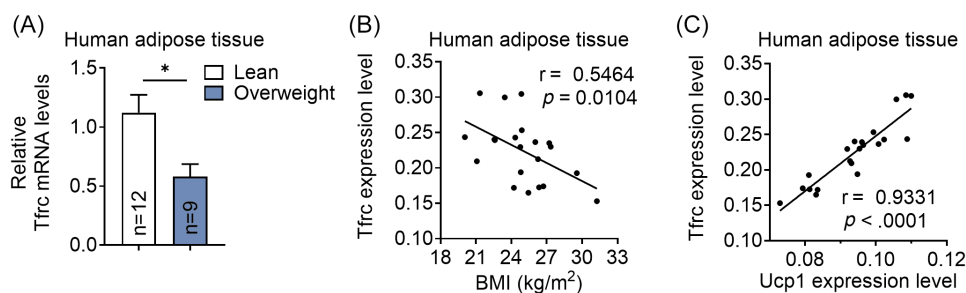 (A)
Human adipose tissue
Relative
Tfrc mRNA levels
1.5
1.0
0.5
0.0
*
Lean
Overweight
n=12
n=9
(B)
Human adipose tissue
r = 0.5464
p = 0.0104
Tfrc expression level
0.35
0.30
0.25
0.20
0.15
0.10
18 21 24 27 30 33
BMI (kg/m²)
(C)
Human adipose tissue
Tfrc expression level
0.35
0.30
0.25
0.20
0.15
0.10
r = 0.9331
p < .0001
0.08 0.10 0.12
Ucp1 expression level